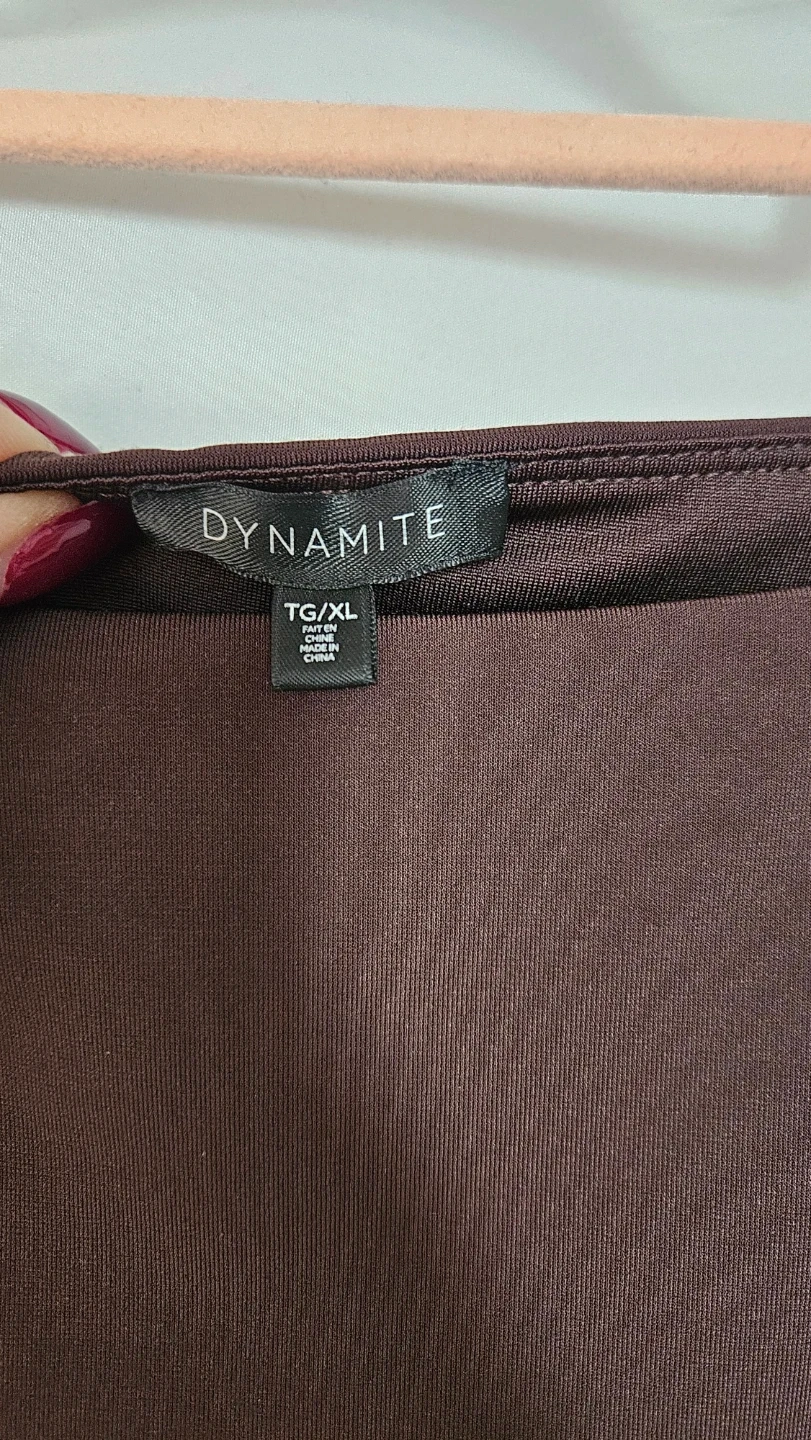 DYNAMITE
TG/XL
FAIT EN
CHINE
MADE IN
CHINA